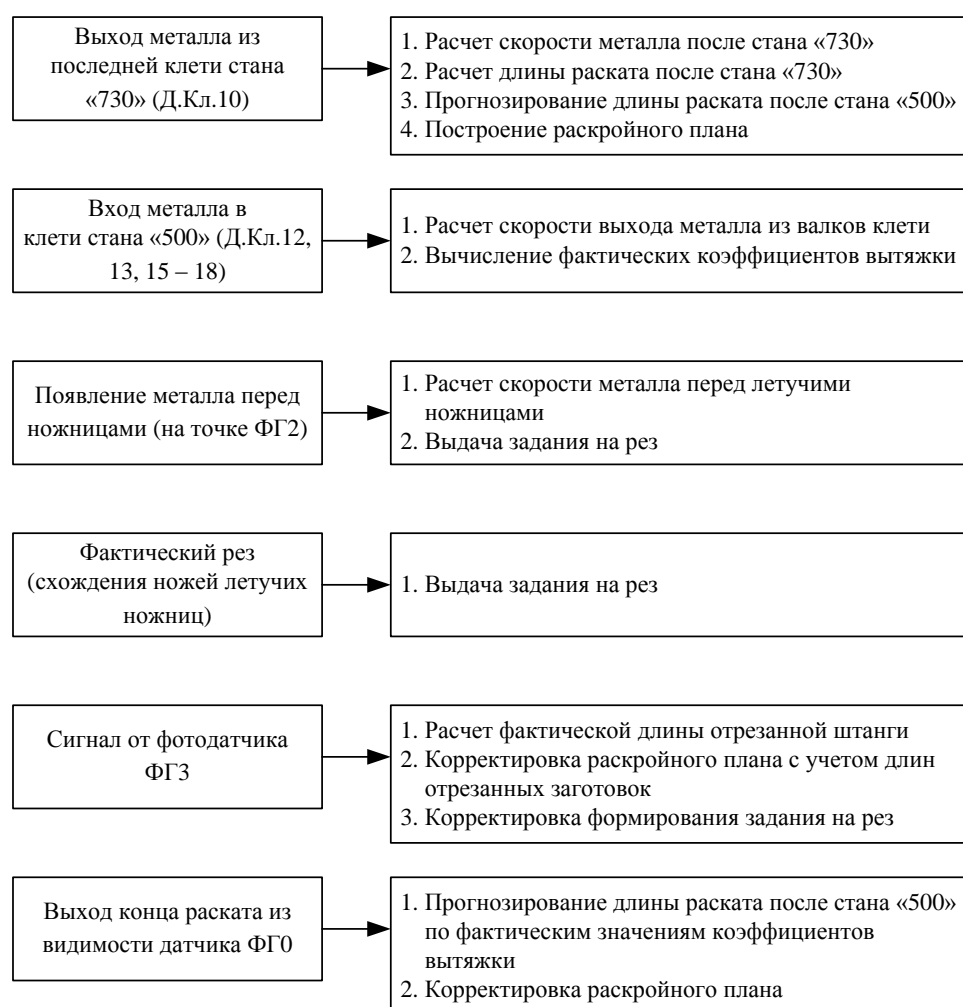 Выход металла из
последней клети стана
«730» (Д.Кл.10)
1. Расчет скорости металла после стана «730»
2. Расчет длины раската после стана «730»
3. Прогнозирование длины раската после стана «500»
4. Построение раскройного плана
Вход металла в
клети стана «500» (Д.Кл.12,
13, 15 – 18)
1. Расчет скорости выхода металла из валков клети
2. Вычисление фактических коэффициентов вытяжки
Появление металла перед
ножницами (на точке ФГ2)
1. Расчет скорости металла перед летучими
ножницами
2. Выдача задания на рез
Фактический рез
(схождения ножей летучих
ножниц)
1. Выдача задания на рез
Сигнал от фотодатчика
ФГ3
1. Расчет фактической длины отрезанной штанги
2. Корректировка раскройного плана с учетом длин
отрезанных заготовок
3. Корректировка формирования задания на рез
Выход конца раската из
видимости датчика ФГ0
1. Прогнозирование длины раската после стана «500»
по фактическим значениям коэффициентов
вытяжки
2. Корректировка раскройного плана